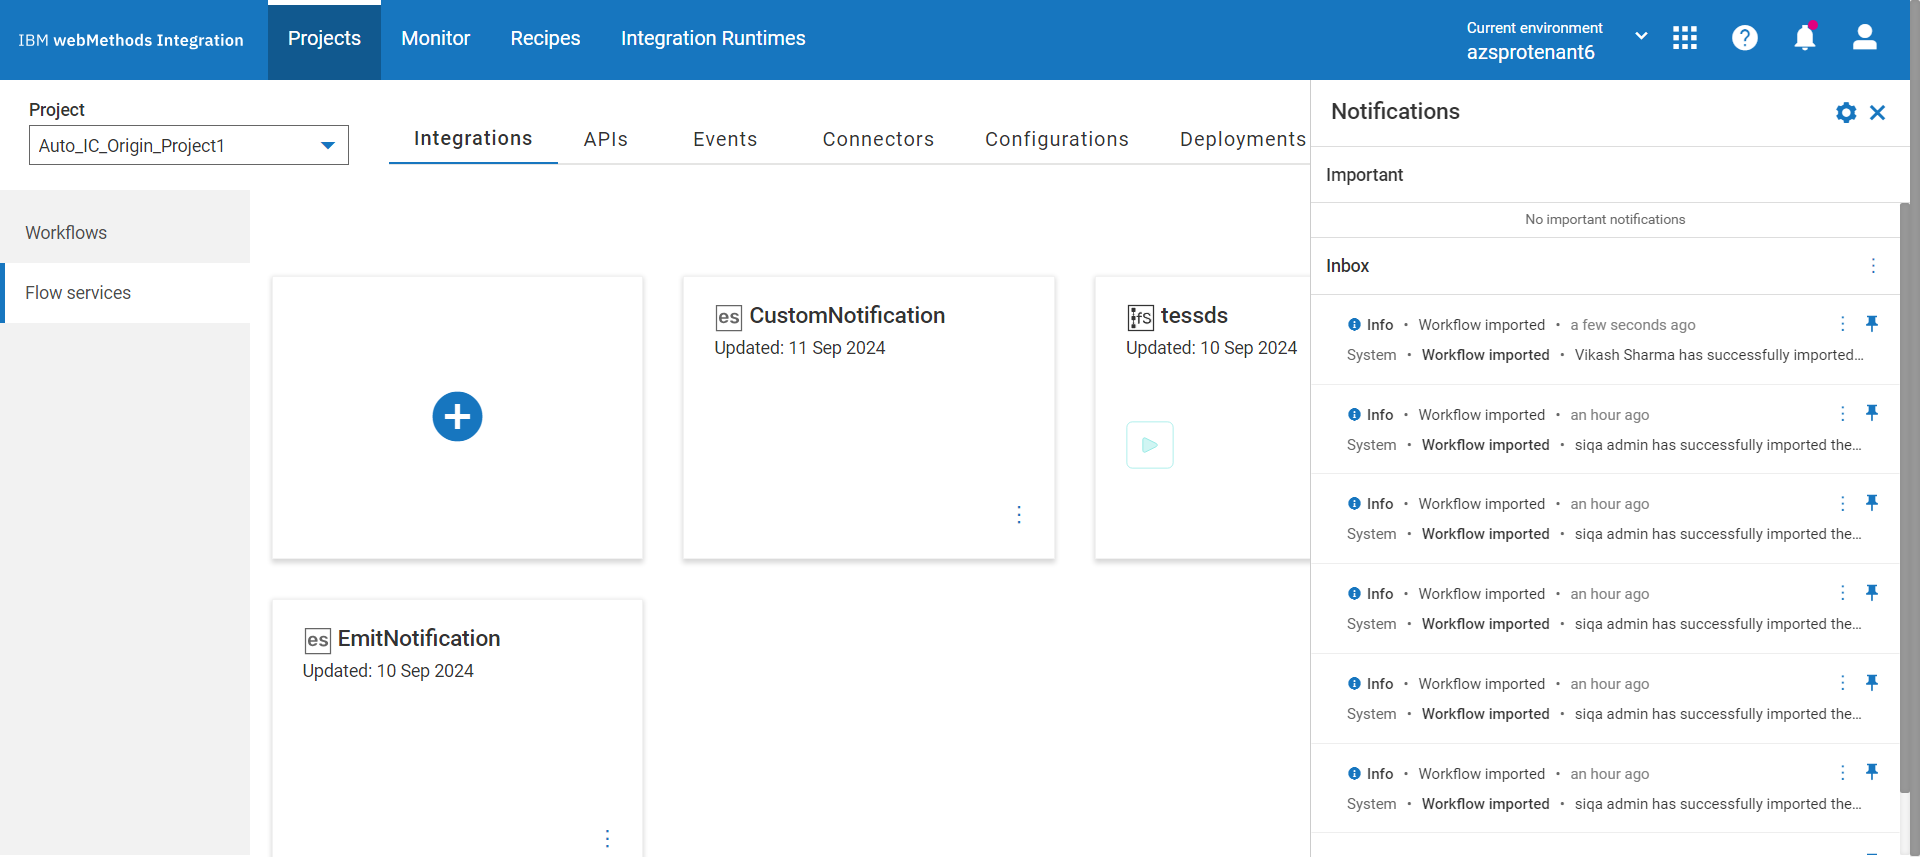 IBM webMethods Integration
Projects
Monitor
Recipes
Integration Runtimes
Current environment
azsprotenant6
Project
Auto_IC_Origin_Project1
Integrations
APIs
Events
Connectors
Configurations
Deployments
Workflows
Flow services
es CustomNotification
Updated: 11 Sep 2024
fs tessds
Updated: 10 Sep 2024
es EmitNotification
Updated: 10 Sep 2024
Notifications
Important
No important notifications
Inbox
Info • Workflow imported • a few seconds ago
System • Workflow imported • Vikash Sharma has successfully imported...
Info • Workflow imported • an hour ago
System • Workflow imported • siqa admin has successfully imported the...
Info • Workflow imported • an hour ago
System • Workflow imported • siqa admin has successfully imported the...
Info • Workflow imported • an hour ago
System • Workflow imported • siqa admin has successfully imported the...
Info • Workflow imported • an hour ago
System • Workflow imported • siqa admin has successfully imported the...
Info • Workflow imported • an hour ago
System • Workflow imported • siqa admin has successfully imported the...